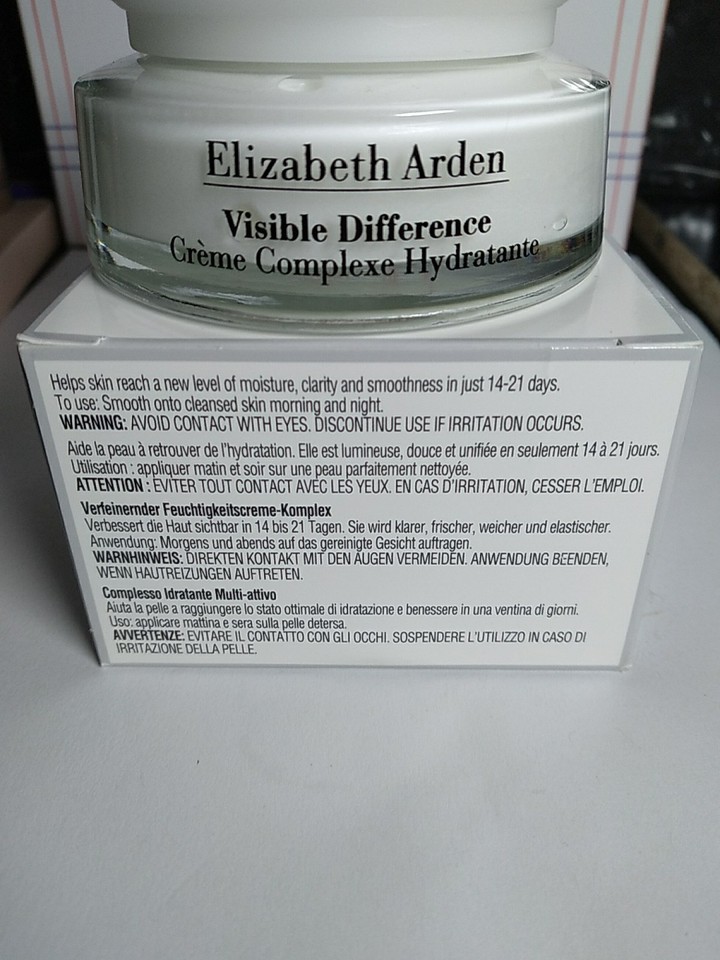 Elizabeth Arden
Visible Difference
Crème Complexe Hydratante
Helps skin reach a new level of moisture, clarity and smoothness in just 14-21 days.
To use: Smooth onto cleansed skin morning and night.
WARNING: AVOID CONTACT WITH EYES. DISCONTINUE USE IF IRRITATION OCCURS.
Aide la peau à retrouver de l'hydratation. Elle est lumineuse, douce et unifiée en seulement 14 à 21 jours.
Utilisation : appliquer matin et soir sur une peau parfaitement nettoyée.
ATTENTION : EVITER TOUT CONTACT AVEC LES YEUX. EN CAS D'IRRITATION, CESSER L'EMPLOI.
Verfeinernder Feuchtigkeitscreme-Komplex
Verbessert die Haut sichtbar in 14 bis 21 Tagen. Sie wird klarer, frischer, weicher und elastischer.
Anwendung: Morgens und abends auf das gereinigte Gesicht auftragen.
WARNHINWEIS: DIREKTEN KONTAKT MIT DEN AUGEN VERMEIDEN. ANWENDUNG BEENDEN,
WENN HAUTREIZUNGEN AUFTRETEN.
Complesso Idratante Multi-attivo
Aiuta la pelle a raggiungere lo stato ottimale di idratazione e benessere in una ventina di giorni.
Uso: applicare mattina e sera sulla pelle detersa.
AVVERTENZE: EVITARE IL CONTATTO CON GLI OCCHI. SOSPENDERE L'UTILIZZO IN CASO DI
IRRITAZIONE DELLA PELLE.